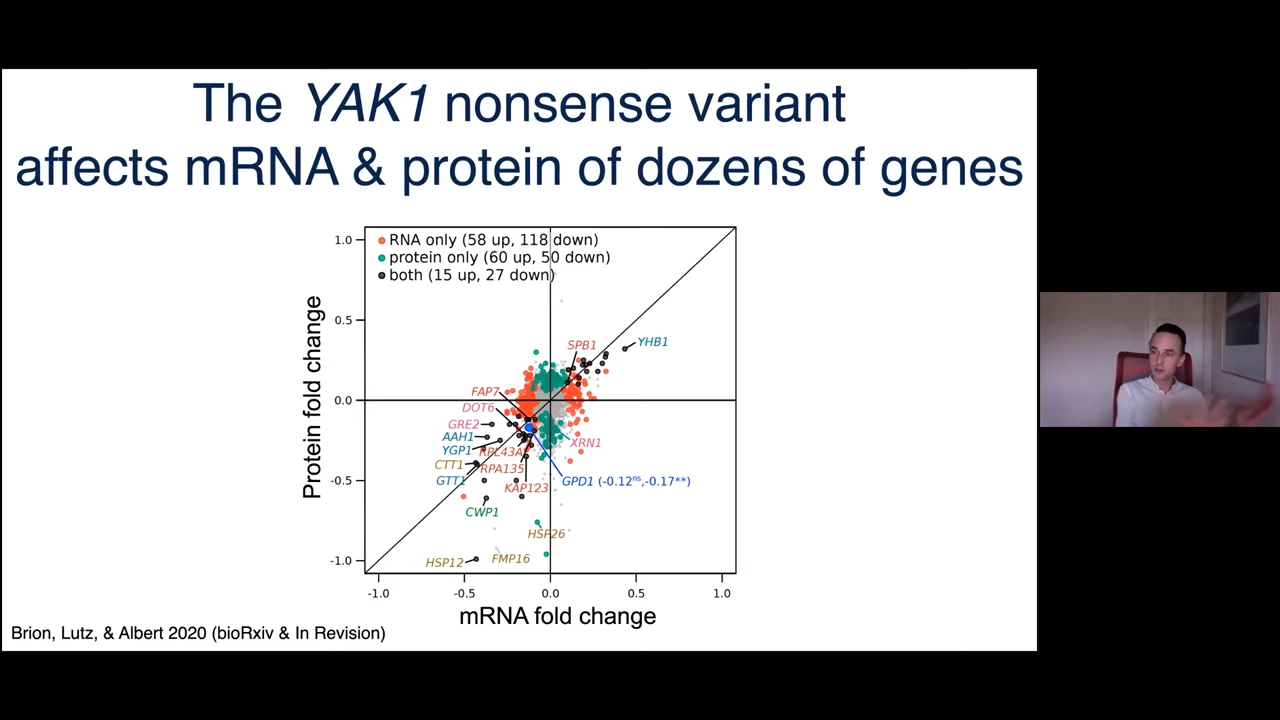 The YAK1 nonsense variant
affects mRNA & protein of dozens of genes
RNA only (58 up, 118 down)
protein only (60 up, 50 down)
both (15 up, 27 down)
Protein fold change
1.0
0.5
0.0
-0.5
-1.0
SPB1
YHB1
FAP7
DOT6
GRE2
AAH1
YGP1
RPL43A
XRN1
CTT1
RPA135
GTT1
KAP123
GPD1 (-0.12ns,-0.17**)
CWP1
HSP26
HSP12
FMP16
-1.0 -0.5 0.0 0.5 1.0
mRNA fold change
Brion, Lutz, & Albert 2020 (bioRxiv & In Revision)